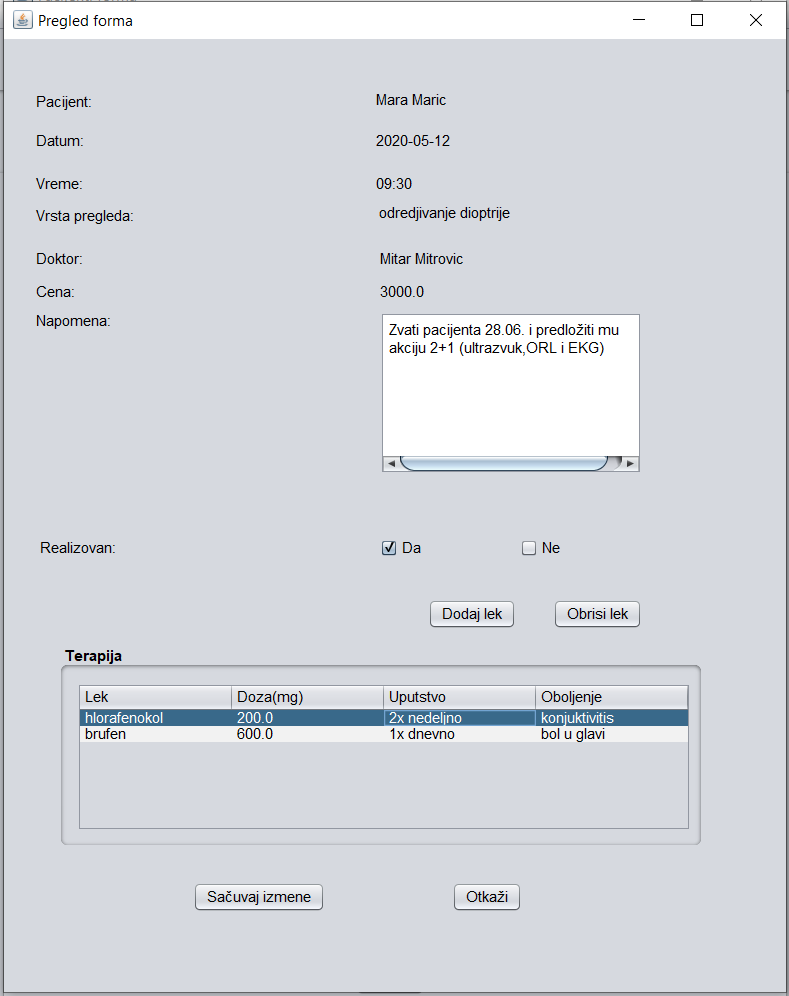 Pregled forma
Pacijent: Mara Maric
Datum: 2020-05-12
Vreme: 09:30
Vrsta pregleda: odredjivanje dioptrije
Doktor: Mitar Mitrovic
Cena: 3000.0
Napomena: Zvati pacijenta 28.06. i predložiti mu
akciju 2+1 (ultrazvuk,ORL i EKG)
Realizovan: Da Ne
Dodaj lek Obrisi lek
Terapija
Lek Doza(mg) Uputstvo Oboljenje
hlorafenokol 200.0 2x nedeljno konjuktivitis
brufen 600.0 1x dnevno bol u glavi
Sačuvaj izmene Otkaži